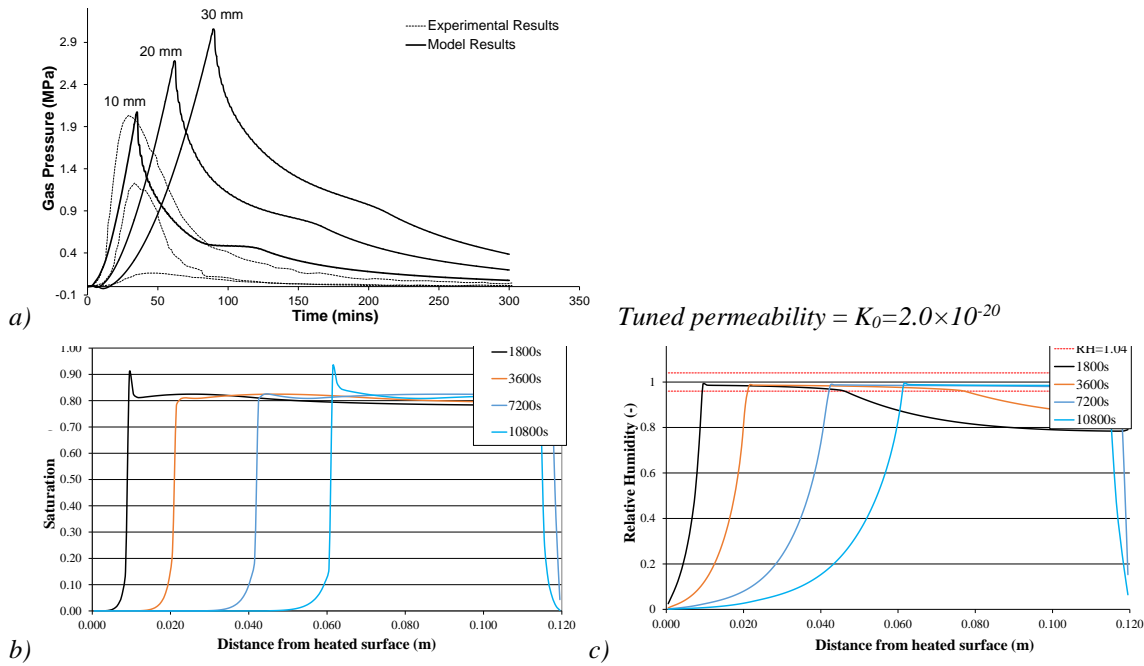 30 mm
Experimental Results
Model Results
20 mm
10 mm
Gas Pressure (MPa)
2.9
2.4
1.9
1.4
0.9
0.4
-0.1
0 50 100 150 200 250 300 350
Time (mins)
a)
Tuned permeability = K0=2.0×10-20
1.00
0.90
0.80
0.70
0.60
0.50
0.40
0.30
0.20
0.10
0.00
Saturation
1800s
3600s
7200s
10800s
0.000 0.020 0.040 0.060 0.080 0.100 0.120
Distance from heated surface (m)
b)
RH=1.04
1800s
3600s
7200s
10800s
1
0.8
0.6
0.4
0.2
0
Relative Humidity (-)
0.000 0.020 0.040 0.060 0.080 0.100 0.120
Distance from heated surface (m)
c)